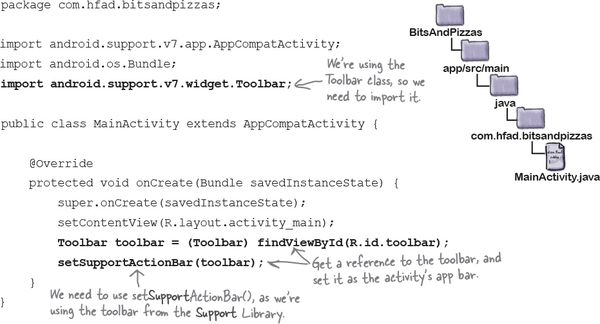 package com.hfad.bitsandpizzas;
import android.support.v7.app.AppCompatActivity;
import android.os.Bundle;
import android.support.v7.widget.Toolbar;
We're using the
Toolbar class, so we
need to import it.
public class MainActivity extends AppCompatActivity {
@Override
protected void onCreate(Bundle savedInstanceState) {
super.onCreate(savedInstanceState);
setContentView(R.layout.activity_main);
Toolbar toolbar = (Toolbar) findViewById(R.id.toolbar);
setSupportActionBar(toolbar);
Get a reference to the toolbar, and
set it as the activity's app bar.
}
We need to use setSupportActionBar(), as we're
using the toolbar from the Support Library.
}
BitsAndPizzas
app/src/main
java
com.hfad.bitsandpizzas
MainActivity.java